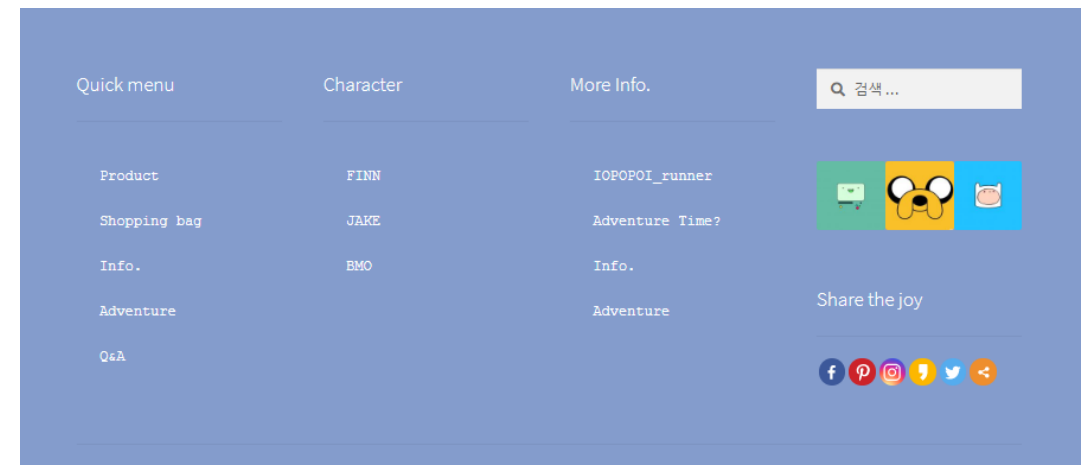 Quick menu
Product
Shopping bag
Info.
Adventure
Q&A
Character
FINN
JAKE
BMO
More Info.
IOPOPOI_runner
Adventure Time?
Info.
Adventure
검색 ...
Share the joy